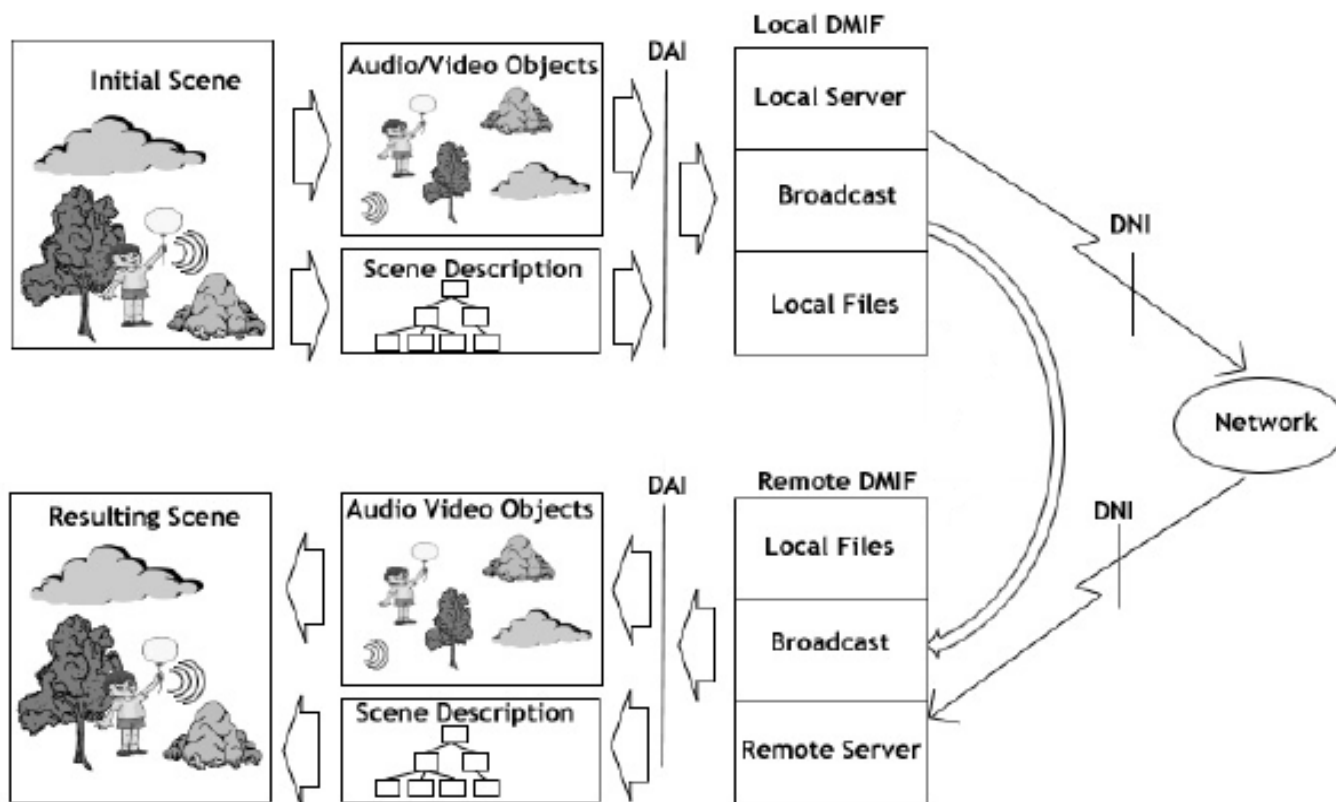 Local DMIF
Initial Scene
Audio/Video Objects
DAI
Local Server
Broadcast
DNI
Scene Description
Local Files
Network
Resulting Scene
Audio Video Objects
DAI
Remote DMIF
DNI
Local Files
Broadcast
Scene Description
Remote Server